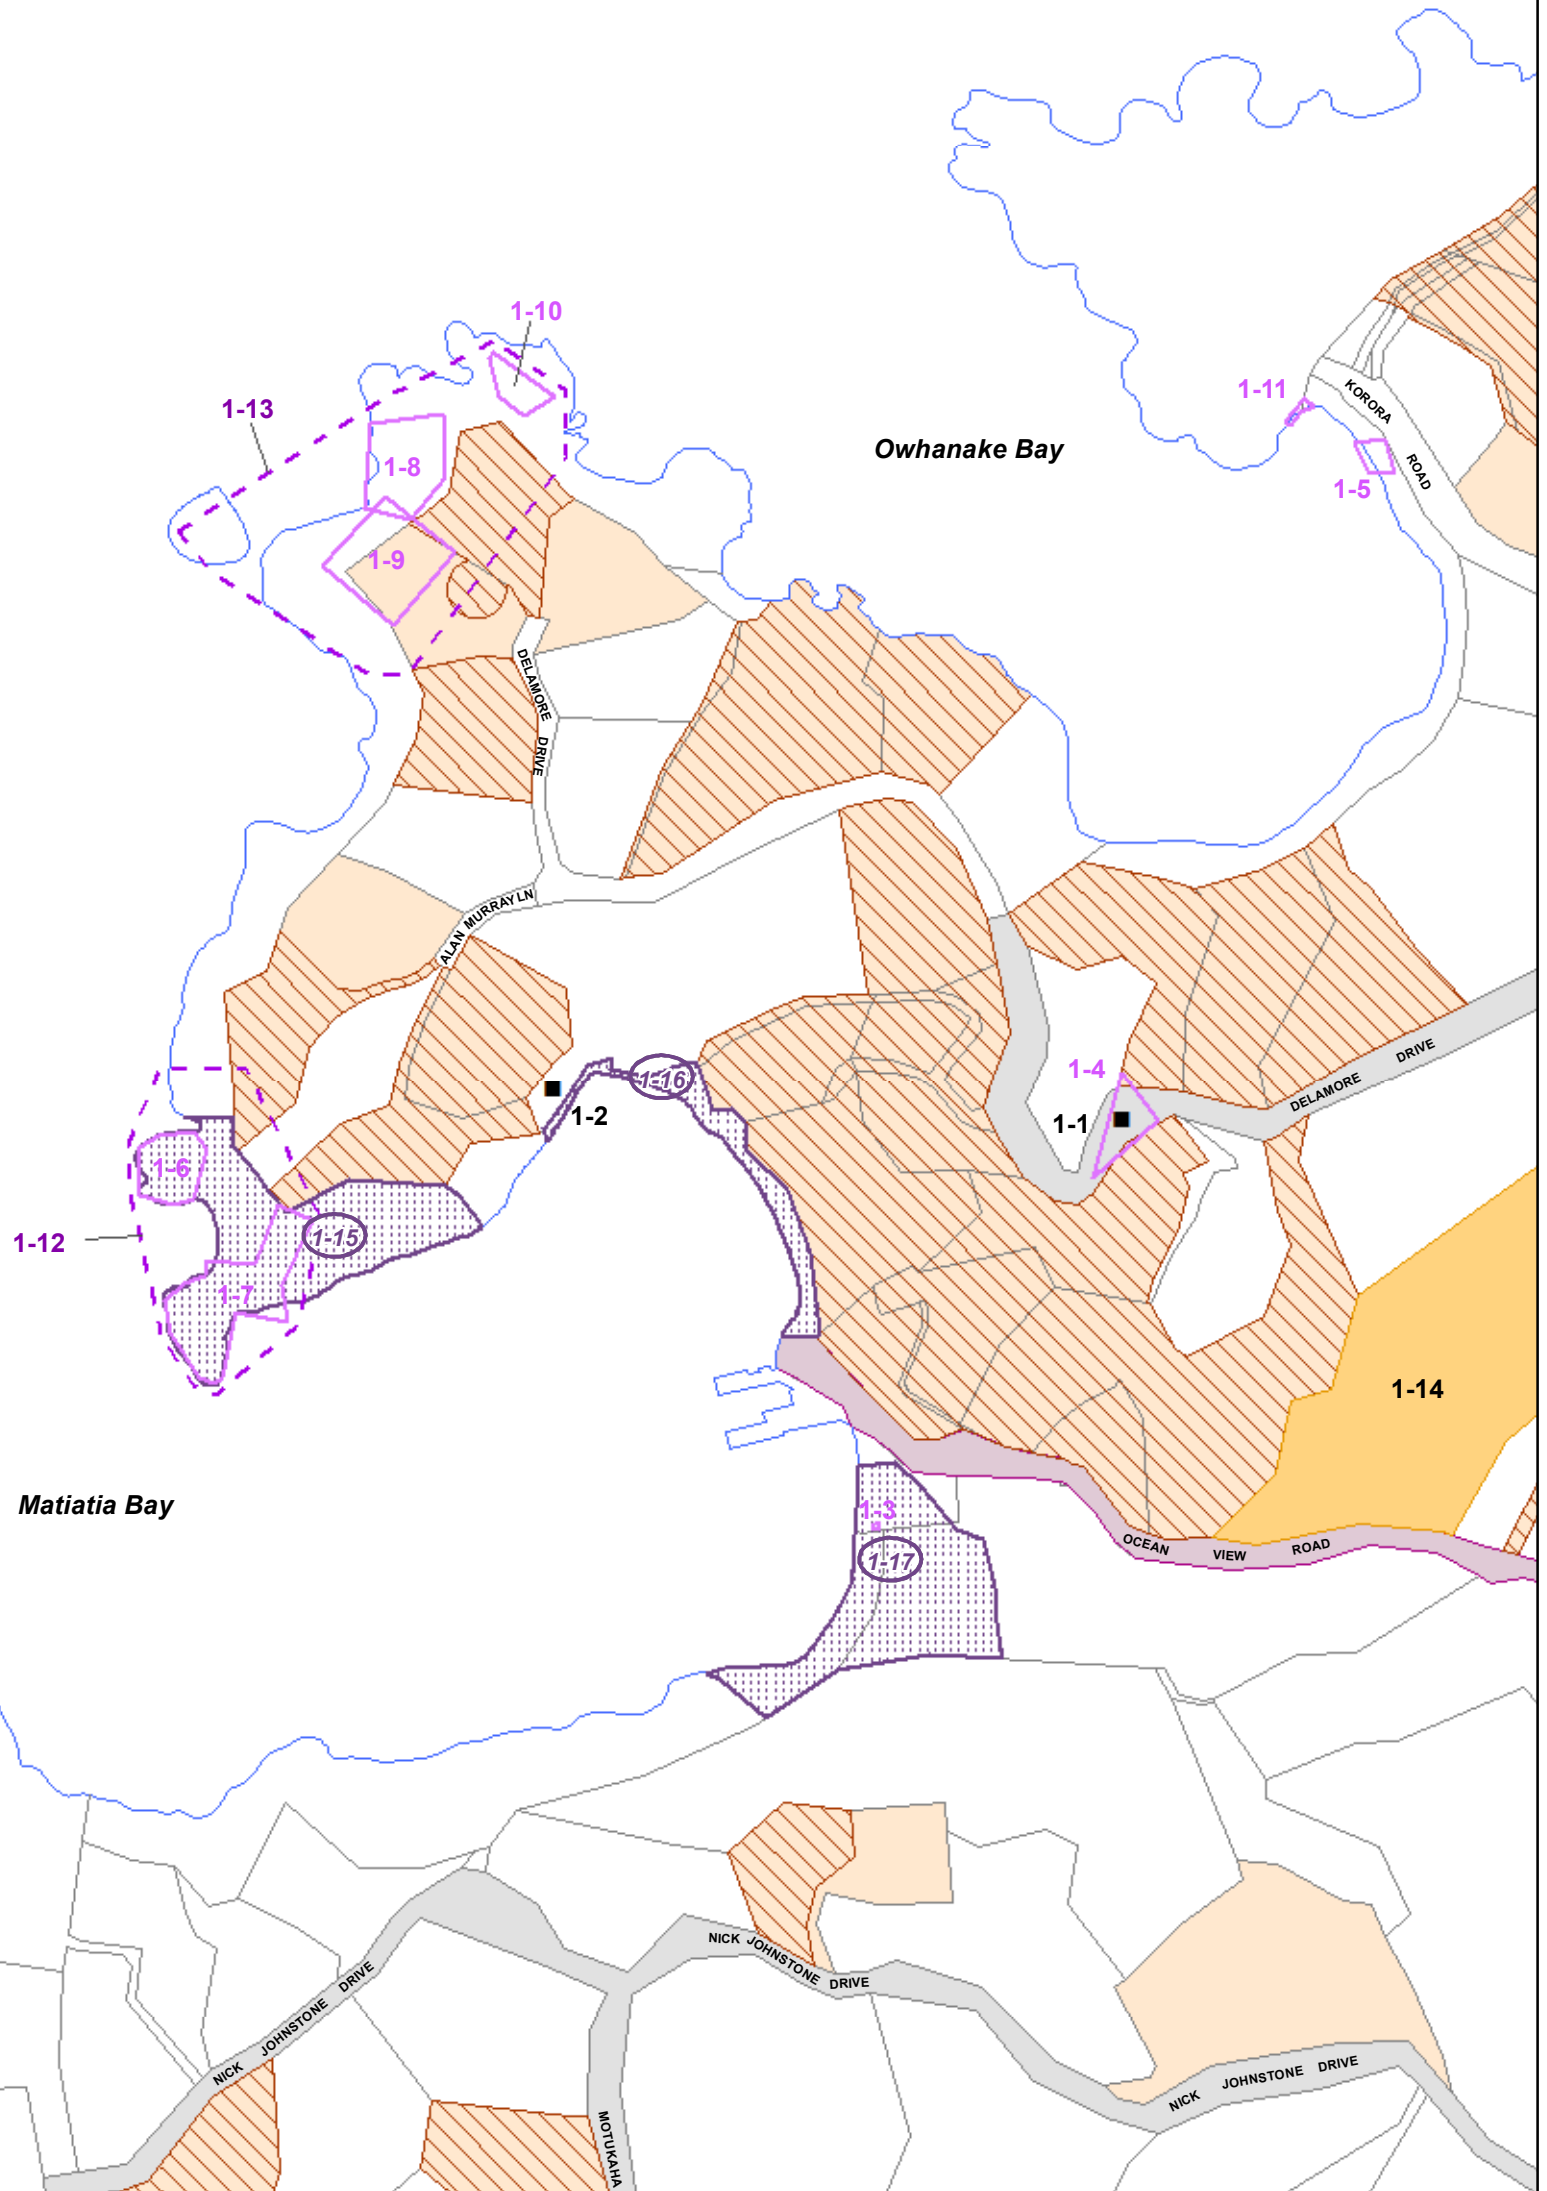 1-10
1-13
1-11
KORORA
Owhanake Bay
ROAD
1-8
1-5
1-9
DELAMORE
DRIVE
ALAN MURRAY LN
DRIVE
1-4
1-16
DELAMORE
1-2
1-1
1-6
1-12
1-15
1-7
1-14
Matiatia Bay
1-3
OCEAN VIEW ROAD
1-17
NICK JOHNSTONE DRIVE
NICK JOHNSTONE DRIVE
NICK JOHNSTONE DRIVE
MOTUKAHA